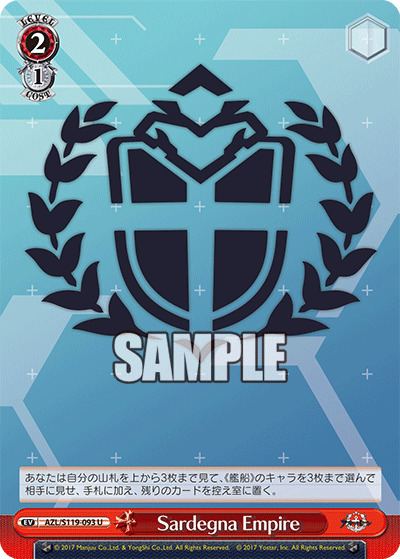 LEVEL
2
1
COST
SAMPLE
あなたは自分の山札を上から3枚まで見て、《艦船》のキャラを3枚まで選んで
相手に見せ、手札に加え、残りのカードを控え室に置く。
EV AZL/S119-093 U Sardegna Empire
© 2017 Manjuu Co.,Ltd. & YongShi Co.,Ltd. All Rights Reserved. © 2017 Yostar, Inc. All Rights Reserved.